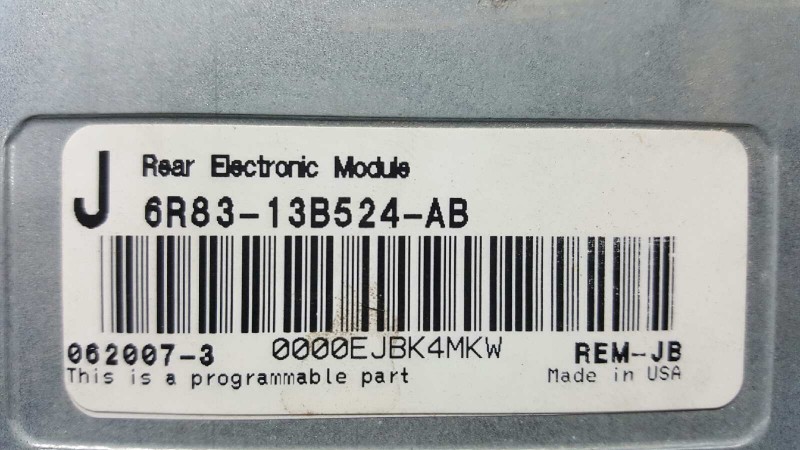 J
Rear Electronic Module
6R83-13B524-AB
062007-3 0000EJBK4MKW REM-JB
This is a programmable part Made in USA